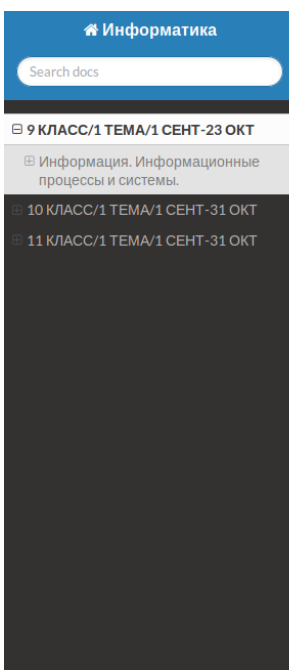 Информатика
Search docs
9 КЛАСС/1 ТЕМА/1 СЕНТ-23 ОКТ
Информация. Информационные
процессы и системы.
10 КЛАСС/1 ТЕМА/1 СЕНТ-31 ОКТ
11 КЛАСС/1 ТЕМА/1 СЕНТ-31 ОКТ